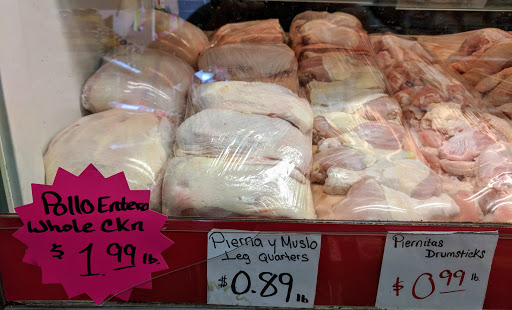 Pollo Entero
Whole Ckn
$ 1.99 lb.
Pierna y Muslo
Leg Quarters
$0.89 lb
Piernitas
Drumsticks
$0.99 lb